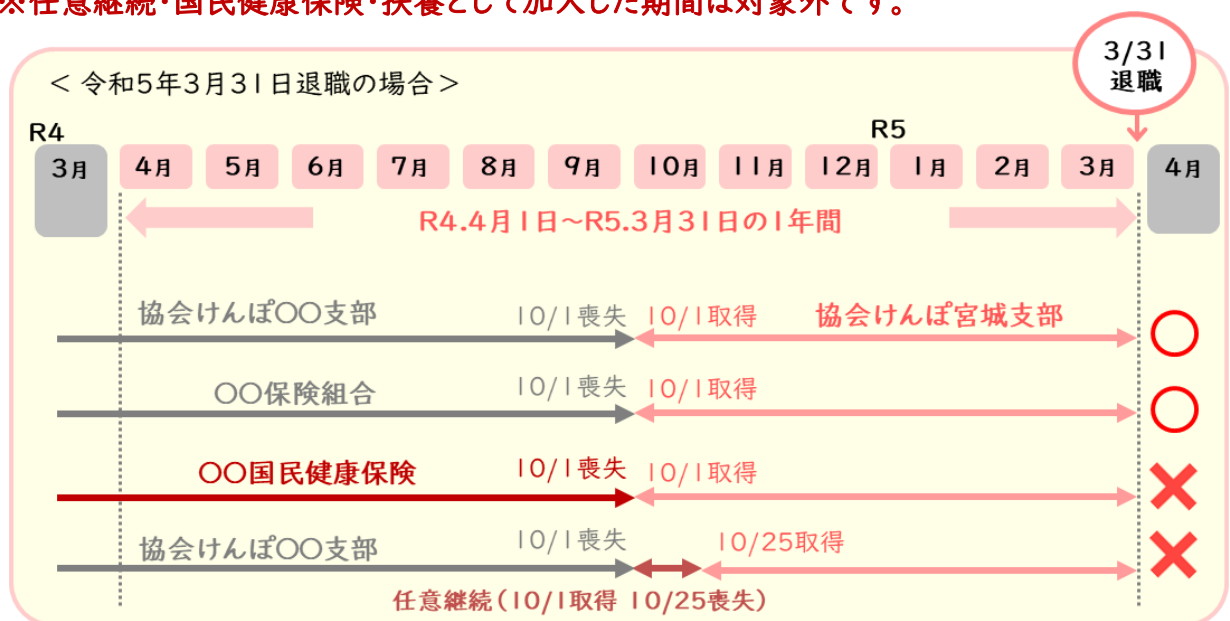 ※任意継続・国民健康保険・扶養として加入した期間は対象外です。
3/31
退職
＜令和5年3月31日退職の場合＞
R4 R5
3月 4月 5月 6月 7月 8月 9月 10月 11月 12月 1月 2月 3月 4月
R4.4月1日～R5.3月31日の1年間
協会けんぽ〇〇支部 10/1喪失 10/1取得 協会けんぽ宮城支部
〇〇保険組合 10/1喪失 10/1取得
〇〇国民健康保険 10/1喪失 10/1取得
協会けんぽ〇〇支部 10/1喪失 10/25取得
任意継続(10/1取得 10/25喪失)